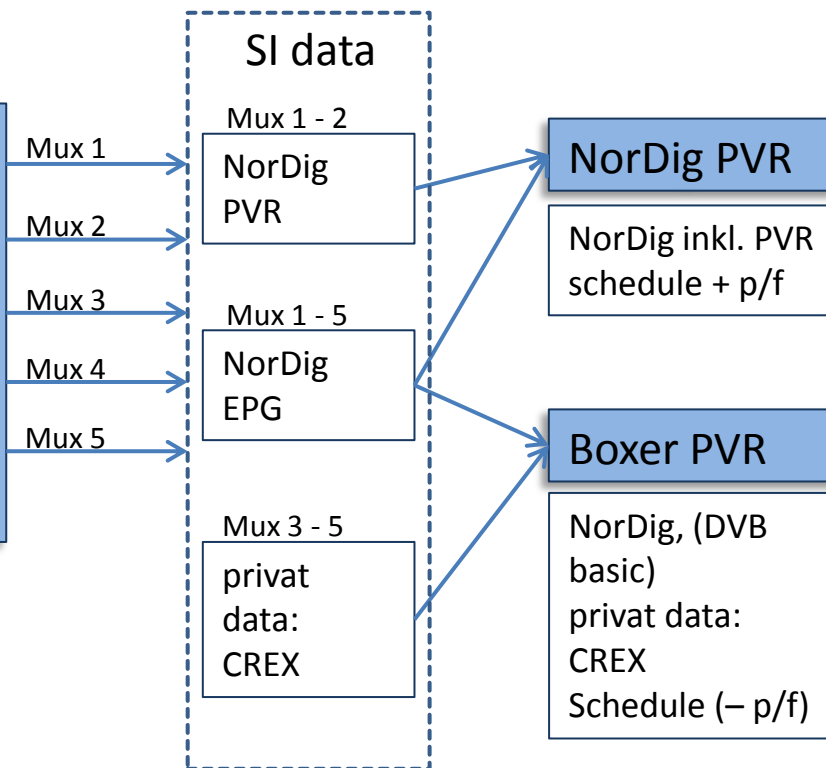 Mux 1
Mux 2
Mux 3
Mux 4
Mux 5
SI data
Mux 1 - 2
NorDig
PVR
Mux 1 - 5
NorDig
EPG
Mux 3 - 5
privat
data:
CREX
NorDig PVR
NorDig inkl. PVR
schedule + p/f
Boxer PVR
NorDig, (DVB
basic)
privat data:
CREX
Schedule (– p/f)